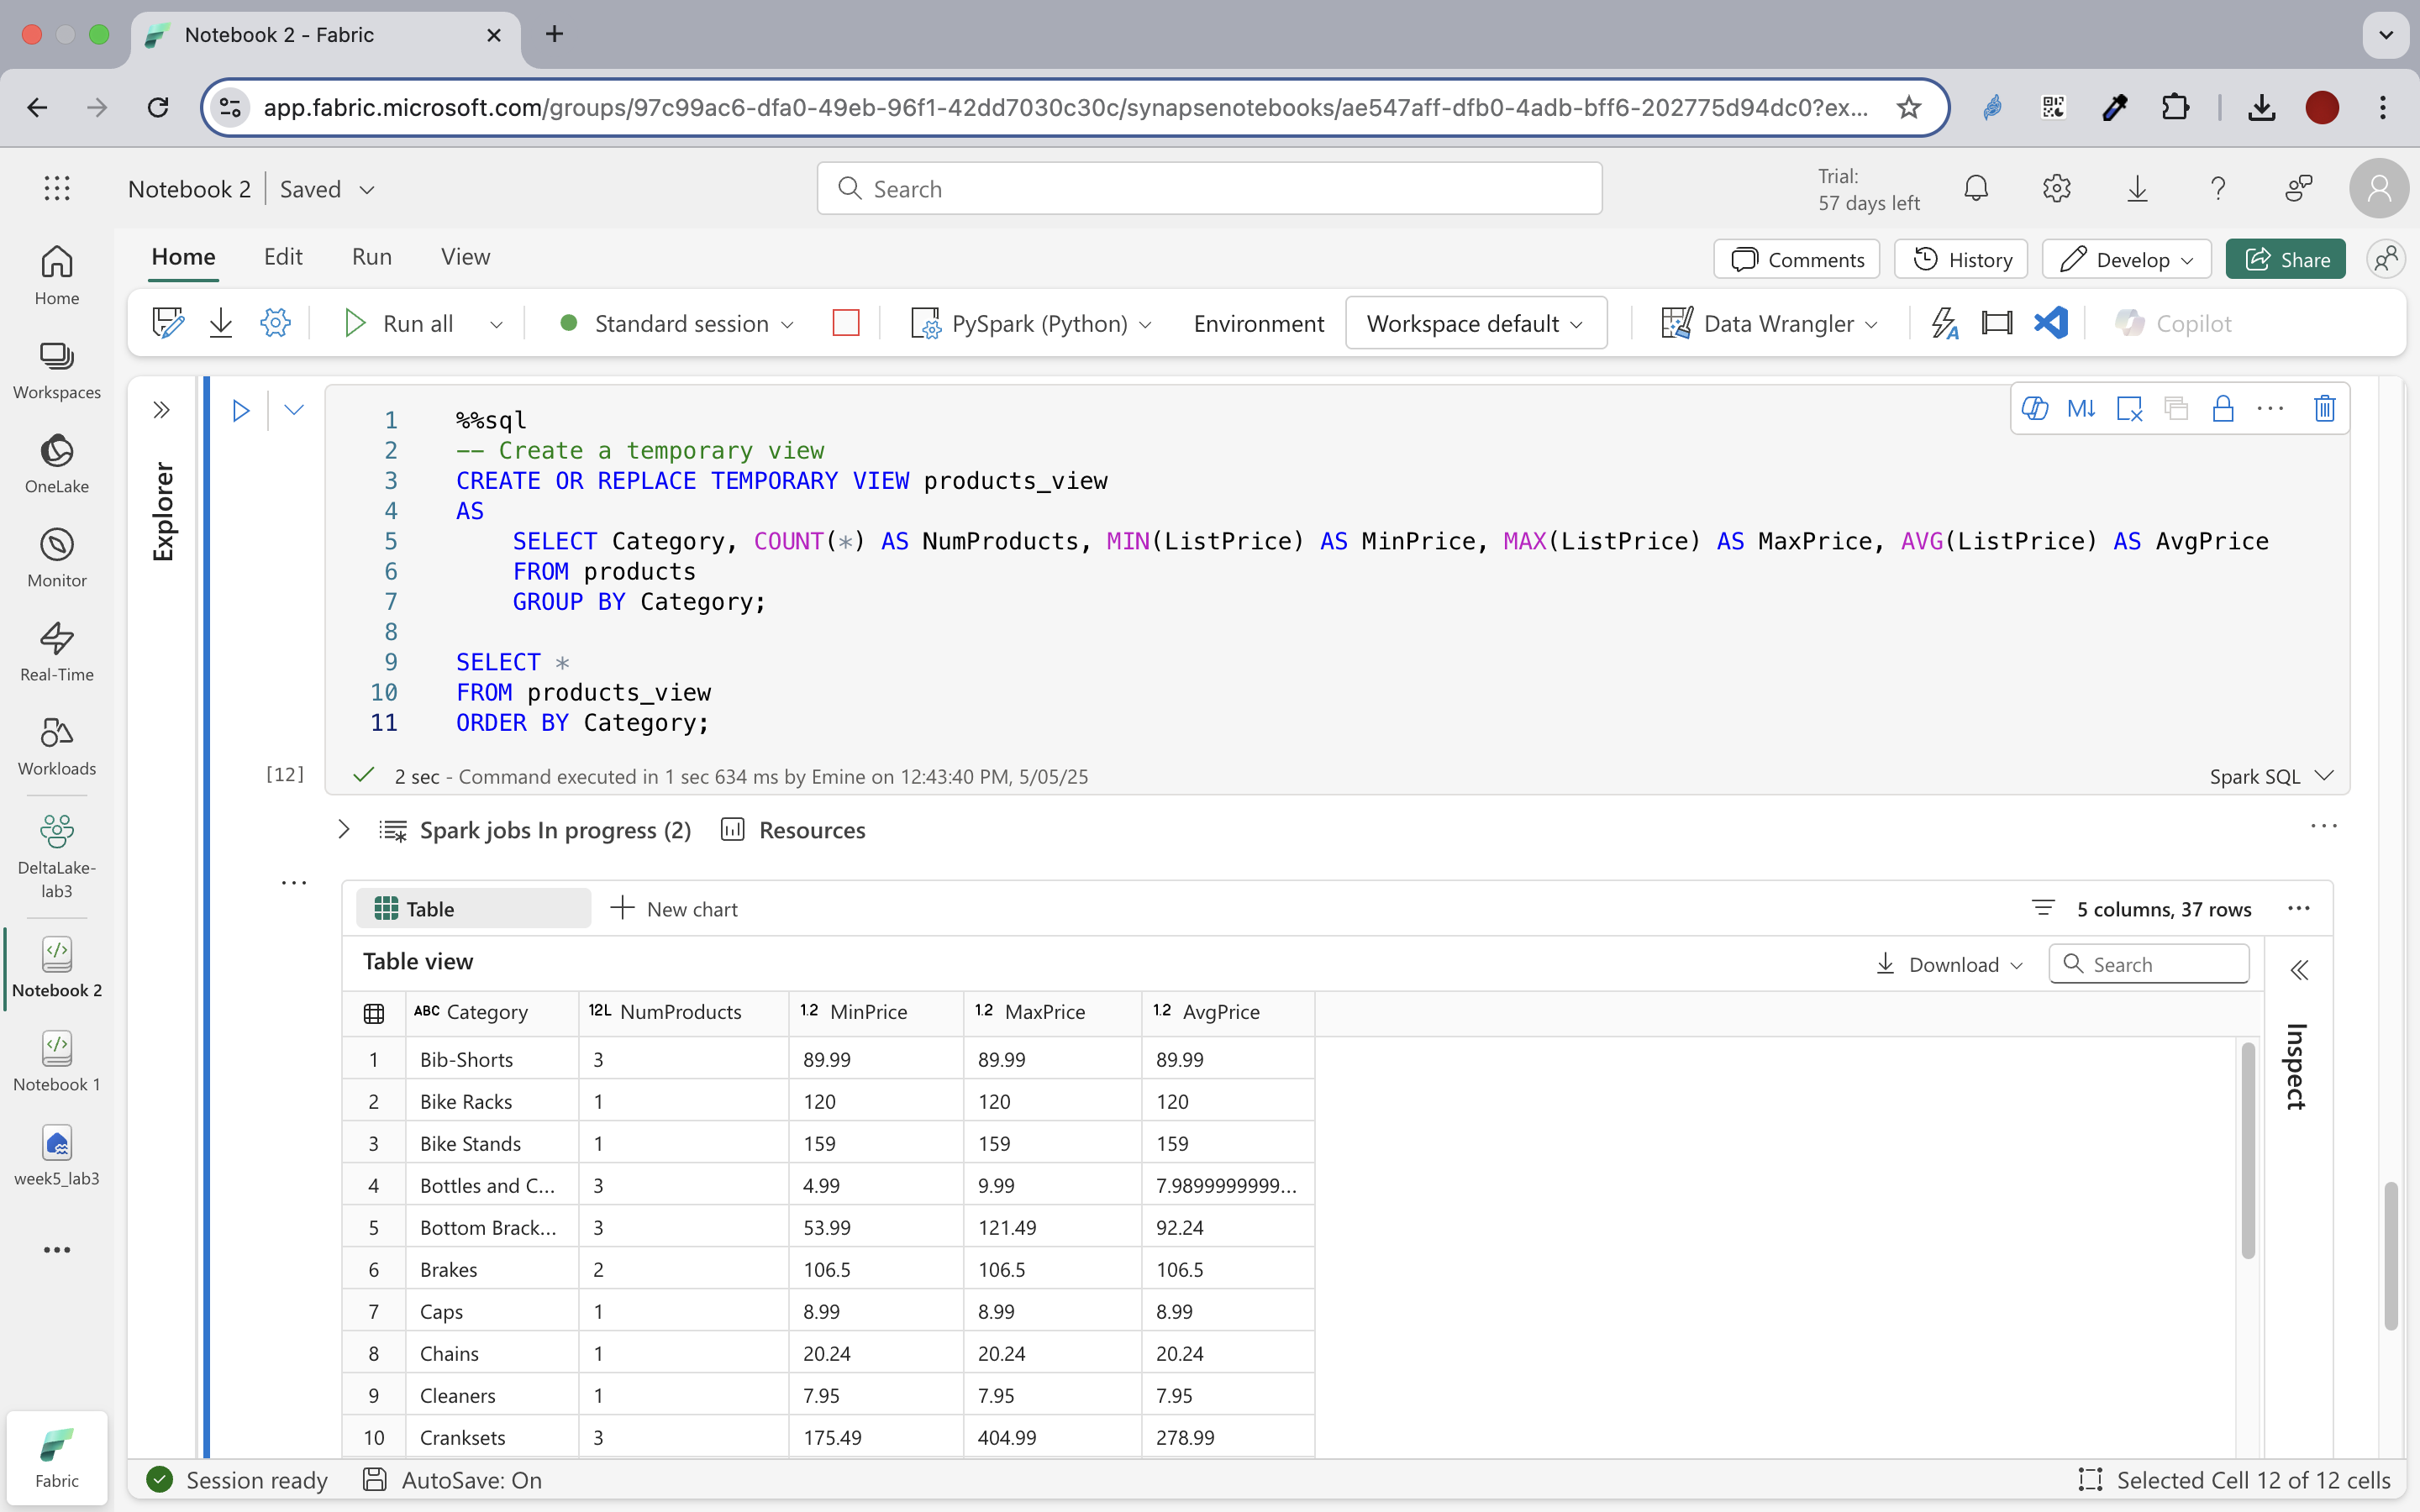 Notebook 2 - Fabric
app.fabric.microsoft.com/groups/97c99ac6-dfa0-49eb-96f1-42dd7030c30c/synapsenotebooks/ae547aff-dfb0-4adb-bff6-202775d94dc0?ex...
Notebook 2 Saved
Search
Trial:
57 days left
Home Edit Run View
Comments History Develop Share
Run all Standard session PySpark (Python) Environment Workspace default Data Wrangler Copilot
Home
Workspaces
OneLake
Monitor
Real-Time
Workloads
DeltaLake-
lab3
Notebook 2
Notebook 1
week5_lab3
Fabric
Explorer
M↓
1 %%sql
2 -- Create a temporary view
3 CREATE OR REPLACE TEMPORARY VIEW products_view
4 AS
5 SELECT Category, COUNT(*) AS NumProducts, MIN(ListPrice) AS MinPrice, MAX(ListPrice) AS MaxPrice, AVG(ListPrice) AS AvgPrice
6 FROM products
7 GROUP BY Category;
8
9 SELECT *
10 FROM products_view
11 ORDER BY Category;
[12] 2 sec - Command executed in 1 sec 634 ms by Emine on 12:43:40 PM, 5/05/25 Spark SQL
Spark jobs In progress (2) Resources
Table New chart 5 columns, 37 rows
Table view Download Search
ABC Category 12L NumProducts 1.2 MinPrice 1.2 MaxPrice 1.2 AvgPrice
1 Bib-Shorts 3 89.99 89.99 89.99
2 Bike Racks 1 120 120 120
3 Bike Stands 1 159 159 159
4 Bottles and C... 3 4.99 9.99 7.9899999999...
5 Bottom Brack... 3 53.99 121.49 92.24
6 Brakes 2 106.5 106.5 106.5
7 Caps 1 8.99 8.99 8.99
8 Chains 1 20.24 20.24 20.24
9 Cleaners 1 7.95 7.95 7.95
10 Cranksets 3 175.49 404.99 278.99
Inspect
Session ready AutoSave: On Selected Cell 12 of 12 cells